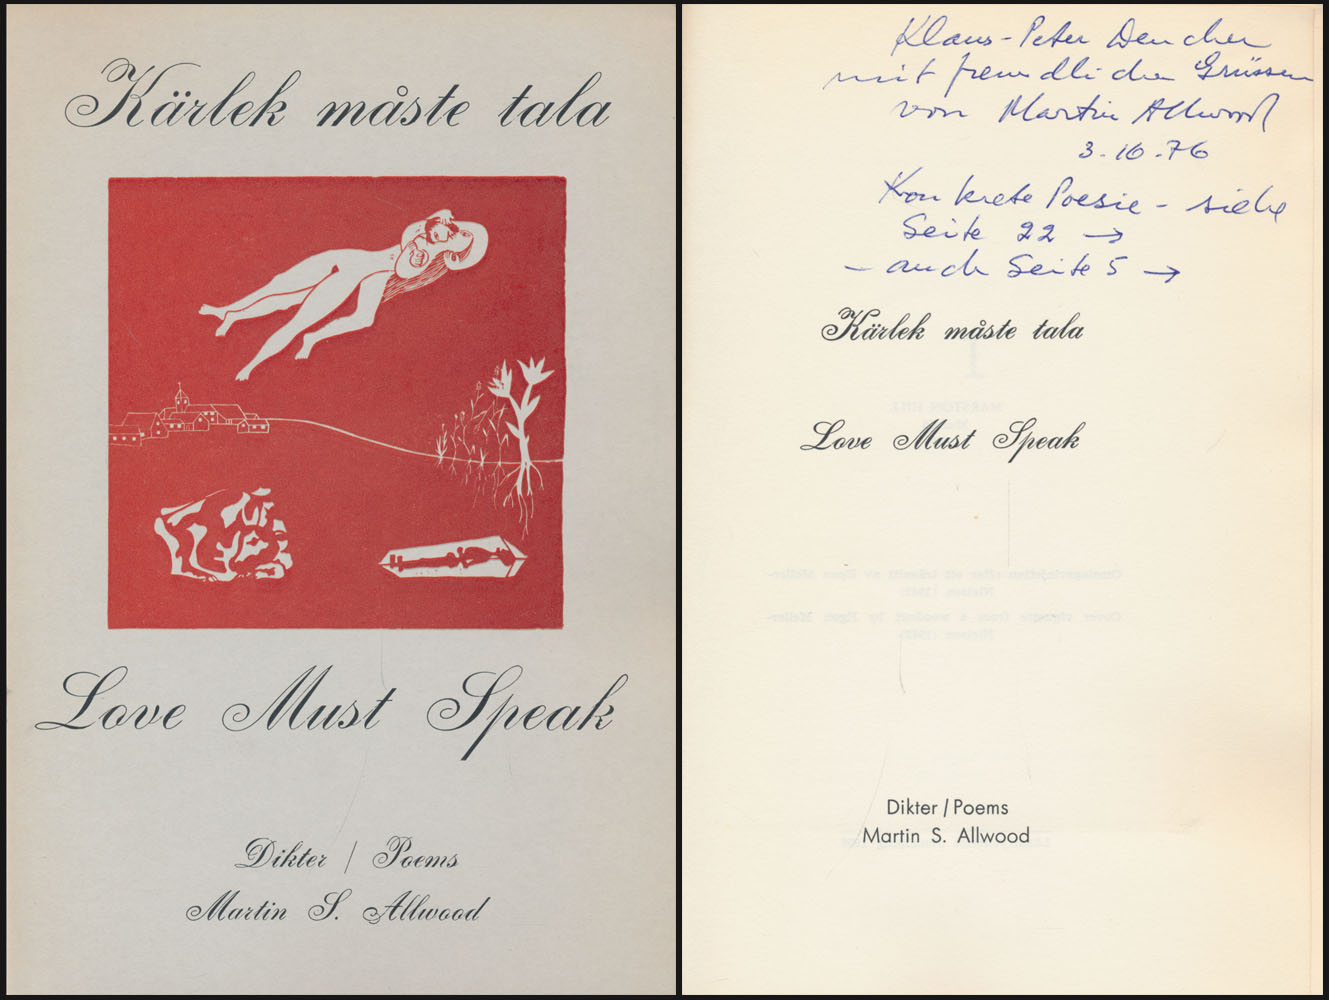 Kärlek måste tala
Love Must Speak
Dikter / Poems
Martin S. Allwood
Klaus-Peter Dencker
mit freundlichen Grüssen
von Martin Allwood
3.10.76
Konkrete Poesie - siehe
Seite 22 →
- auch Seite 5 →
Kärlek måste tala
Love Must Speak
Dikter / Poems
Martin S. Allwood